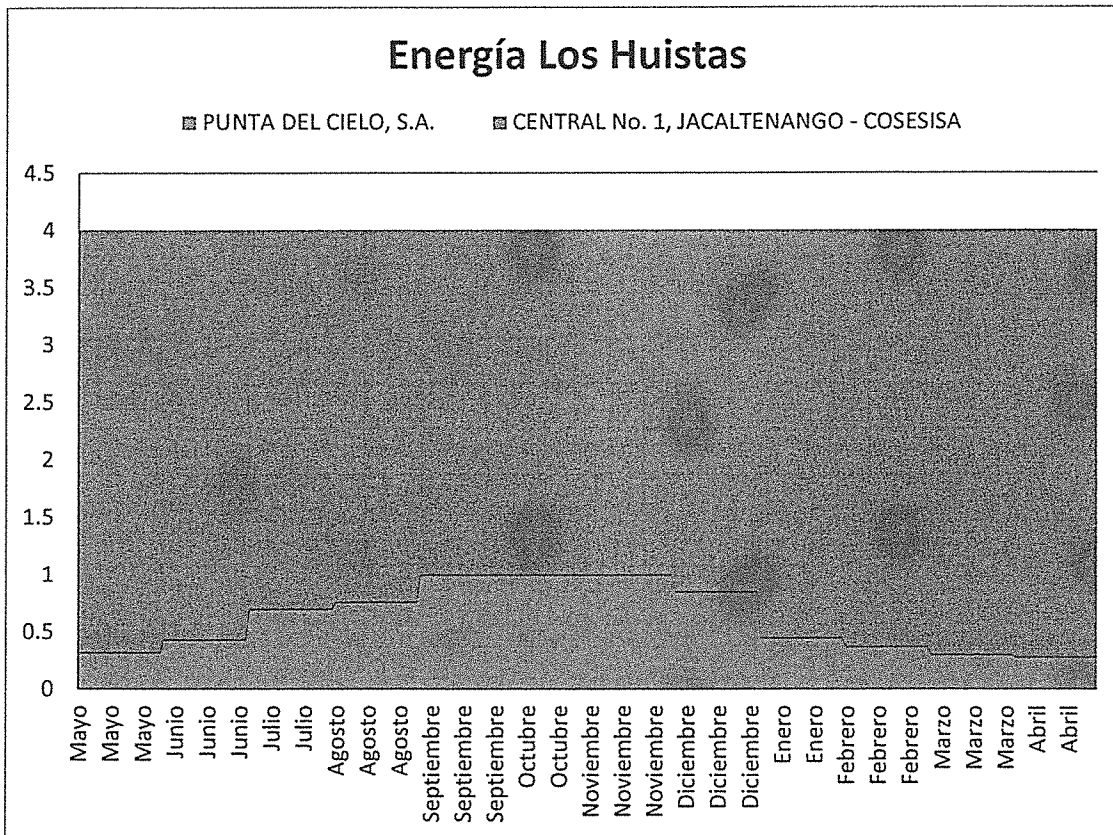 Energía Los Huistas
PUNTA DEL CIELO, S.A. CENTRAL No. 1, JACALTENANGO - COSESISA
4.5
4
3.5
3
2.5
2
1.5
1
0.5
0
Mayo
Mayo
Mayo
Junio
Junio
Junio
Julio
Julio
Agosto
Agosto
Agosto
Septiembre
Septiembre
Septiembre
Octubre
Octubre
Noviembre
Noviembre
Noviembre
Diciembre
Diciembre
Diciembre
Enero
Enero
Febrero
Febrero
Febrero
Marzo
Marzo
Marzo
Abril
Abril